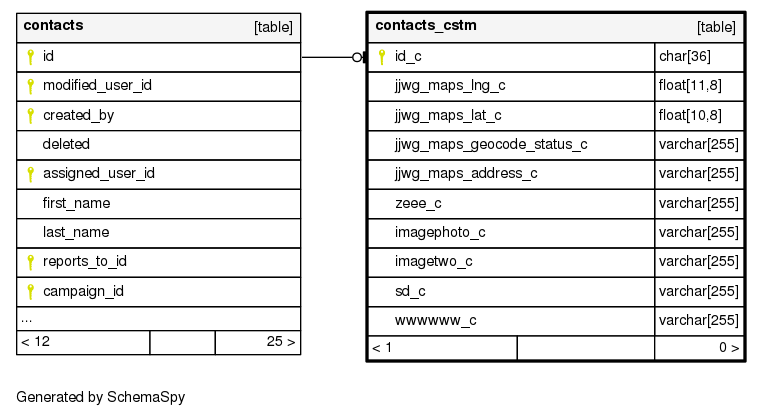 contacts [table]
id
modified_user_id
created_by
deleted
assigned_user_id
first_name
last_name
reports_to_id
campaign_id
...
< 12 25 >
contacts_cstm [table]
id_c char[36]
jjwg_maps_lng_c float[11,8]
jjwg_maps_lat_c float[10,8]
jjwg_maps_geocode_status_c varchar[255]
jjwg_maps_address_c varchar[255]
zeee_c varchar[255]
imagephoto_c varchar[255]
imagetwo_c varchar[255]
sd_c varchar[255]
wwwwww_c varchar[255]
< 1 0 >
Generated by SchemaSpy